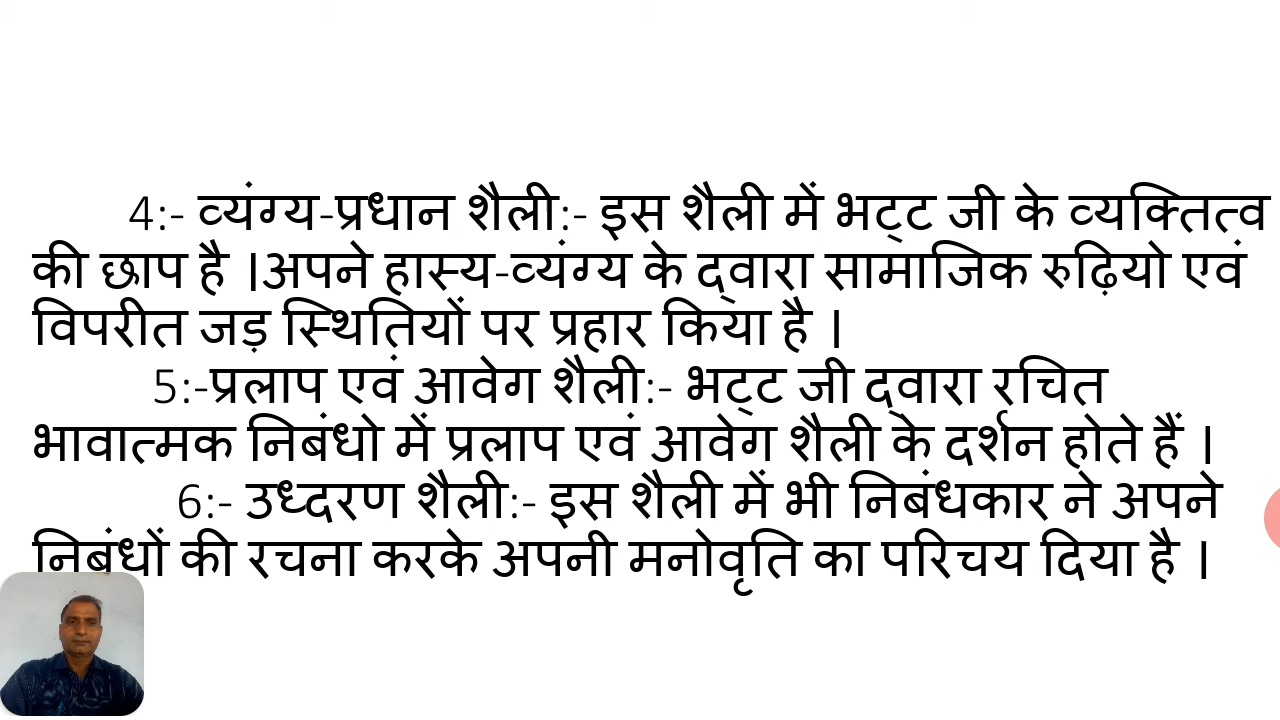 4:- व्यंग्य-प्रधान शैली:- इस शैली में भट्ट जी के व्यक्तित्व
की छाप है ।अपने हास्य-व्यंग्य के द्वारा सामाजिक रुढ़ियो एवं
विपरीत जड़ स्थितियों पर प्रहार किया है ।
5:-प्रलाप एवं आवेग शैली:- भट्ट जी द्वारा रचित
भावात्मक निबंधो में प्रलाप एवं आवेग शैली के दर्शन होते हैं ।
6:- उध्दरण शैली:- इस शैली में भी निबंधकार ने अपने
निबंधों की रचना करके अपनी मनोवृति का परिचय दिया है ।